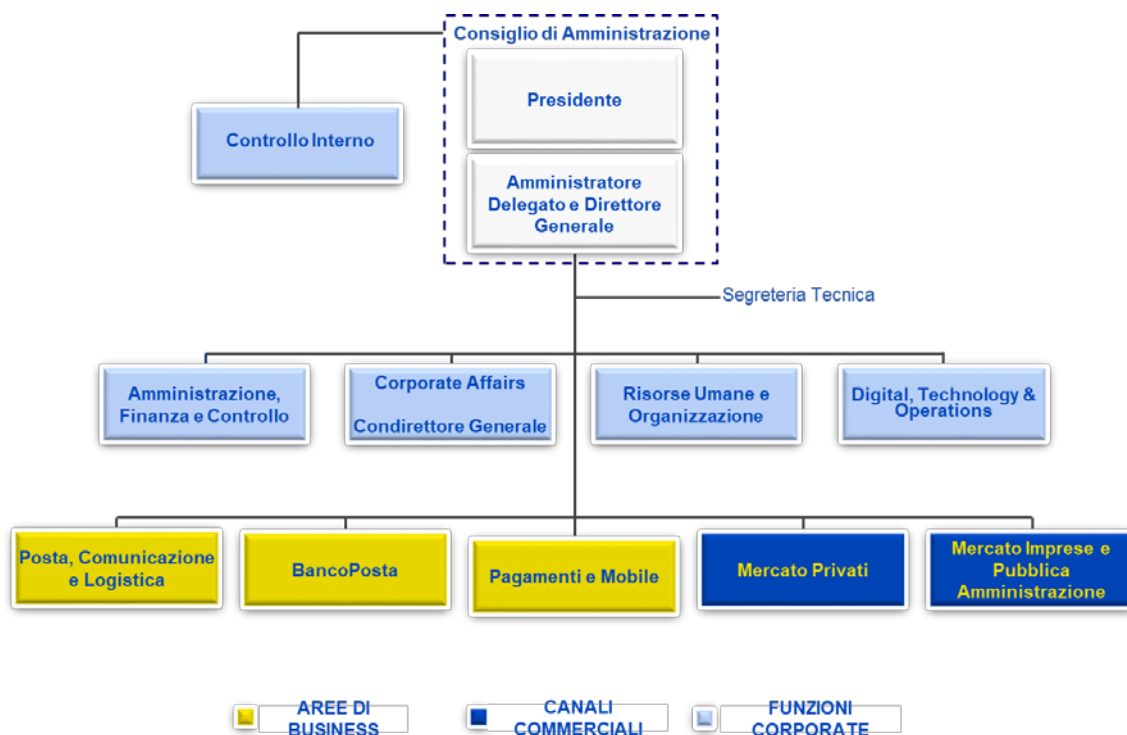 Consiglio di Amministrazione
Presidente
Controllo Interno
Amministratore
Delegato e Direttore
Generale
Segreteria Tecnica
Amministrazione,
Finanza e Controllo
Corporate Affairs
Condirettore Generale
Risorse Umane e
Organizzazione
Digital, Technology &
Operations
Posta, Comunicazione
e Logistica
BancoPosta
Pagamenti e Mobile
Mercato Privati
Mercato Imprese e
Pubblica
Amministrazione
AREE DI
BUSINESS
CANALI
COMMERCIALI
FUNZIONI
CORPORATE